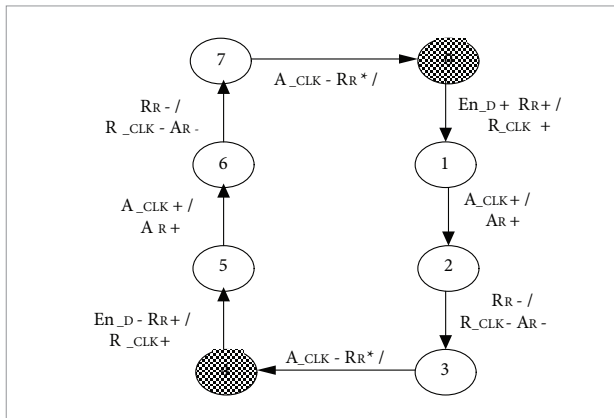 7
A_CLK - RR* /
En_D + RR+ /
R_CLK +
RR - /
R_CLK - AR -
6
1
A_CLK + /
AR +
A_CLK+ /
AR +
5
2
RR - /
R_CLK- AR -
En_D - RR+ /
R_CLK+
A_CLK - RR* /
3